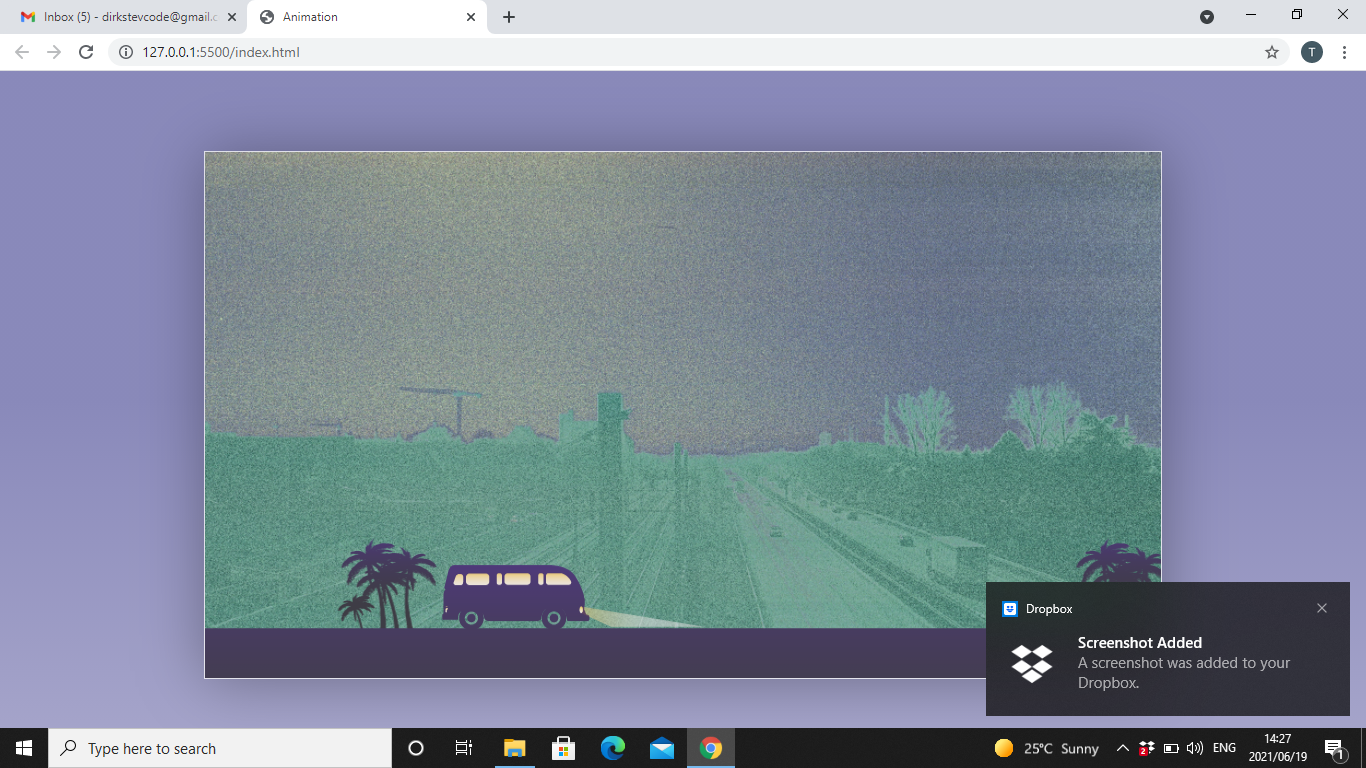 Inbox (5) - dirkstevcode@gmail.c
Animation
127.0.0.1:5500/index.html
T
Dropbox
Screenshot Added
A screenshot was added to your
Dropbox.
Type here to search
2
25°C Sunny
ENG
14:27
2021/06/19
1